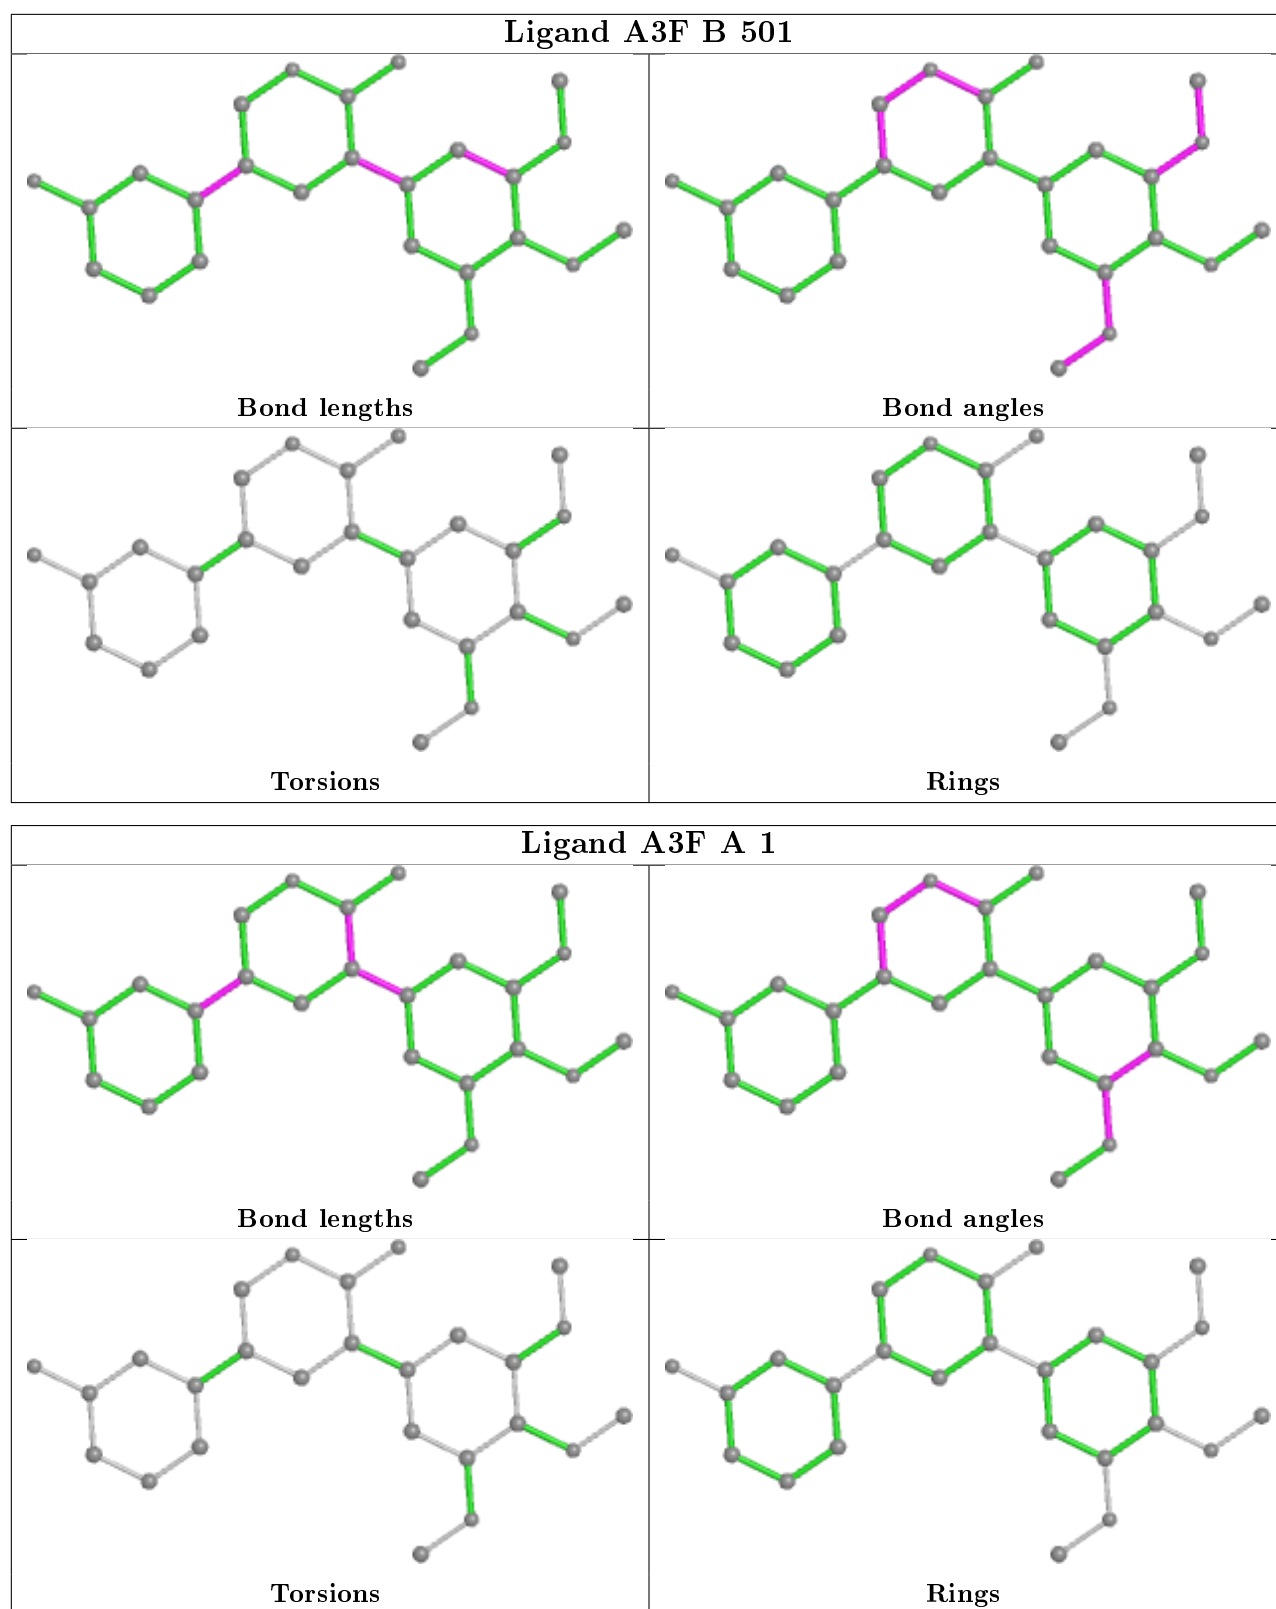 Ligand A3F B 501
Bond lengths
Bond angles
Torsions
Rings
Ligand A3F A 1
Bond lengths
Bond angles
Torsions
Rings